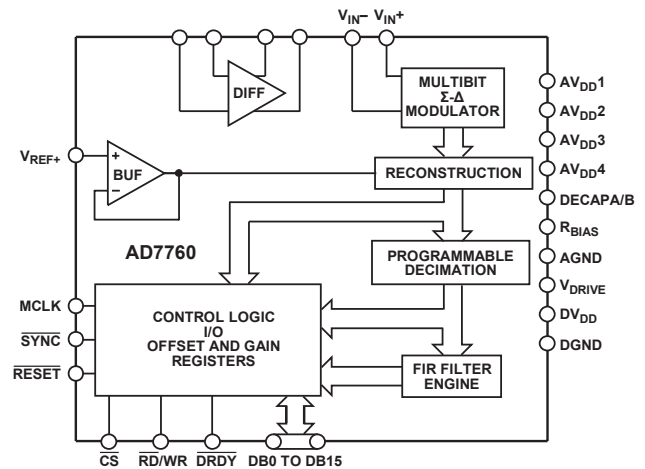 VIN− VIN+
DIFF
MULTIBIT
Σ-Δ
MODULATOR
AVDD1
AVDD2
AVDD3
AVDD4
DECAPA/B
RBIAS
AGND
VDRIVE
DVDD
DGND
VREF+
+
BUF
−
RECONSTRUCTION
AD7760
PROGRAMMABLE
DECIMATION
MCLK
SYNC
RESET
CONTROL LOGIC
I/O
OFFSET AND GAIN
REGISTERS
FIR FILTER
ENGINE
CS RD/WR DRDY DB0 TO DB15